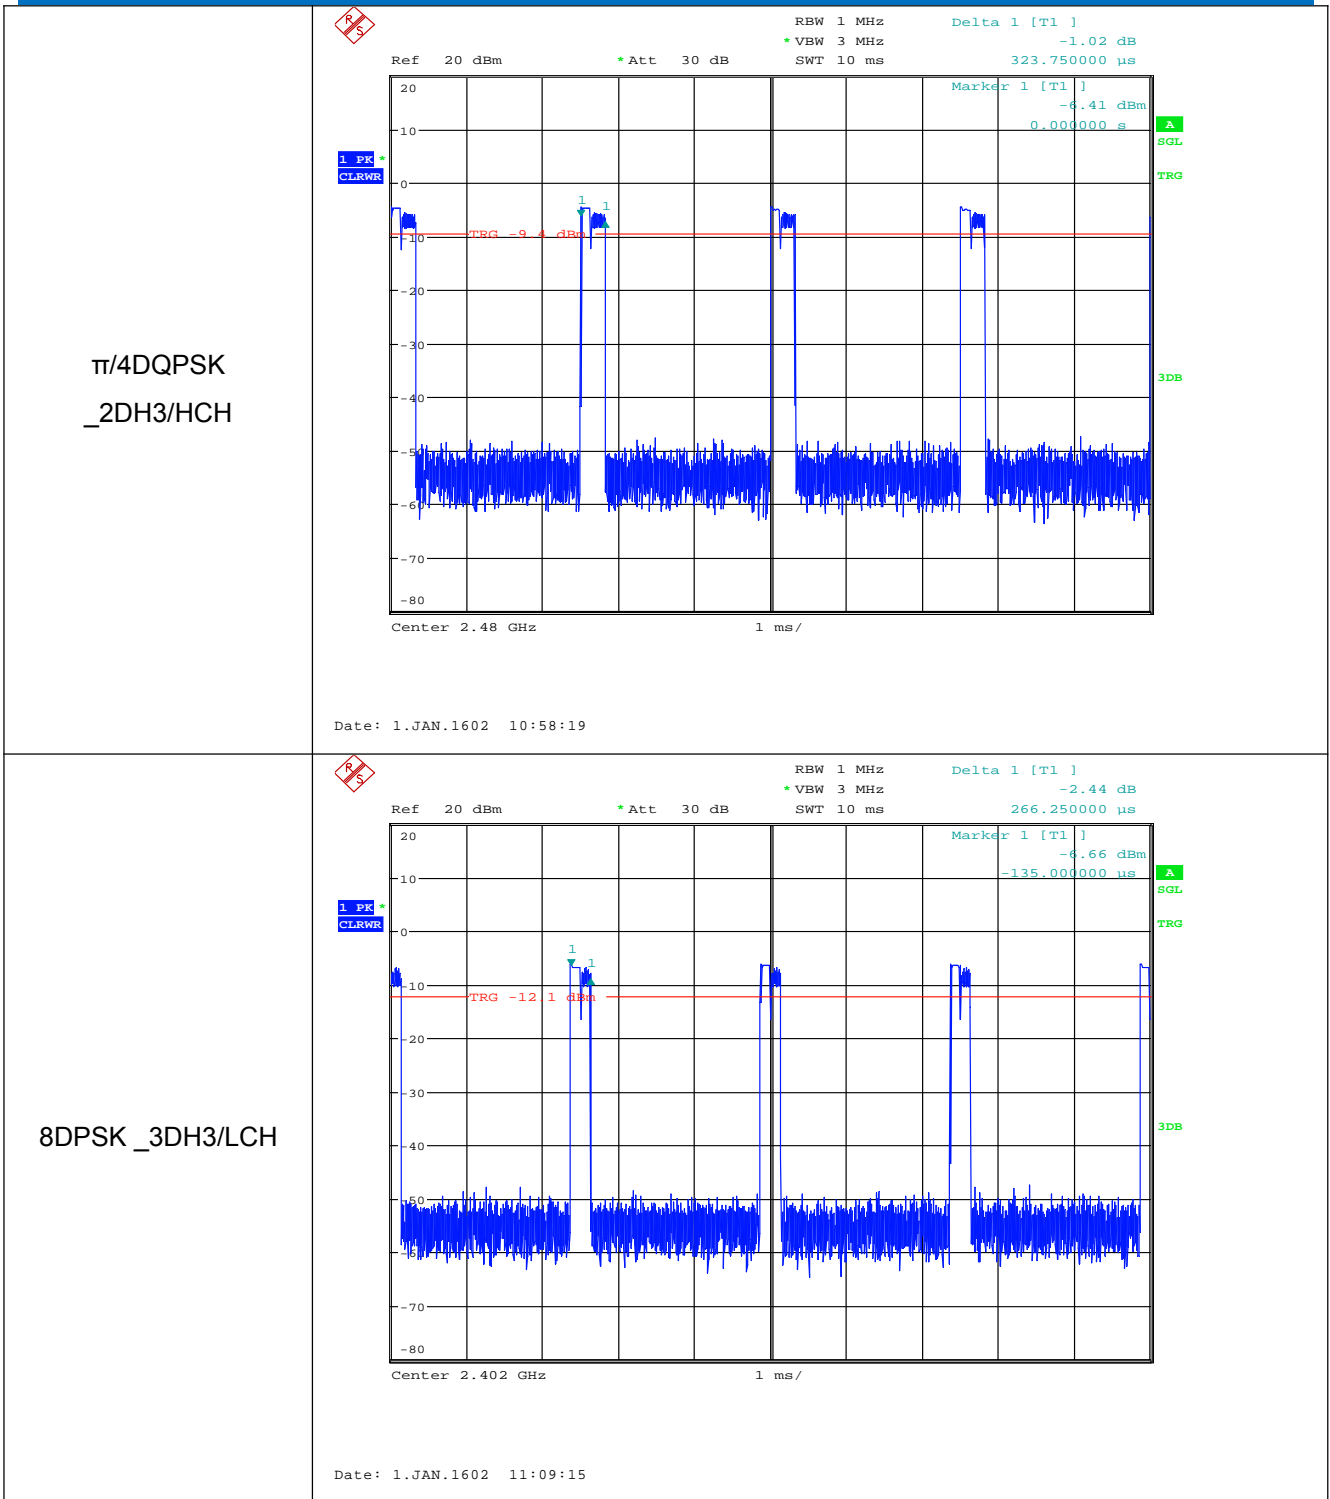 π/4DQPSK
_2DH3/HCH
R S
RBW 1 MHz
Delta 1 [T1 ]
* VBW 3 MHz
-1.02 dB
Ref 20 dBm
* Att 30 dB
SWT 10 ms
323.750000 µs
20
Marker 1 [T1 ]
-6.41 dBm
0.000000 s
A
SGL
10
1 PK *
CLRWR
TRG
0
1
1
TRG -9.4 dBm
-10
-20
-30
3DB
-40
-50
-60
-70
-80
Center 2.48 GHz
1 ms/
Date: 1.JAN.1602 10:58:19
8DPSK _3DH3/LCH
R S
RBW 1 MHz
Delta 1 [T1 ]
* VBW 3 MHz
-2.44 dB
Ref 20 dBm
* Att 30 dB
SWT 10 ms
266.250000 µs
20
Marker 1 [T1 ]
-6.66 dBm
-135.000000 µs
A
SGL
10
1 PK *
CLRWR
TRG
0
1
1
-10
TRG -12.1 dBm
-20
-30
3DB
-40
-50
-60
-70
-80
Center 2.402 GHz
1 ms/
Date: 1.JAN.1602 11:09:15